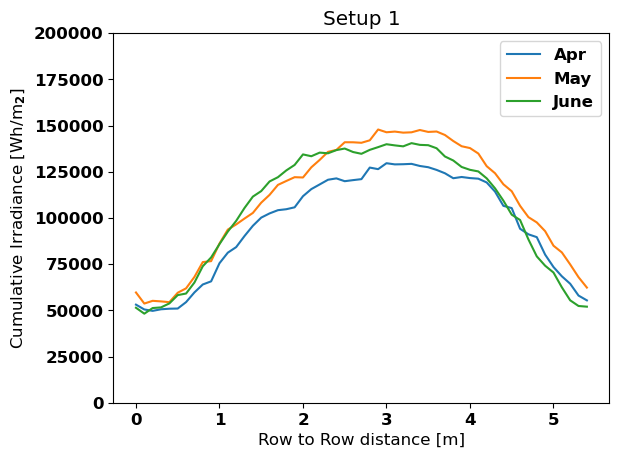 Setup 1
Cumulative Irradiance [Wh/m2]
200000
175000
150000
125000
100000
75000
50000
25000
0
Apr
May
June
0 1 2 3 4 5
Row to Row distance [m]